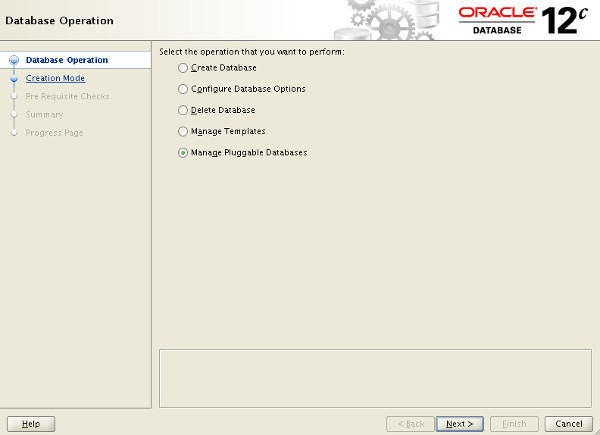 Database Operation
ORACLE®
DATABASE
12c
Database Operation
Creation Mode
Pre Requisite Checks
Summary
Progress Page
Select the operation that you want to perform:
Create Database
Configure Database Options
Delete Database
Manage Templates
Manage Pluggable Databases
Help
< Back
Next >
Finish
Cancel